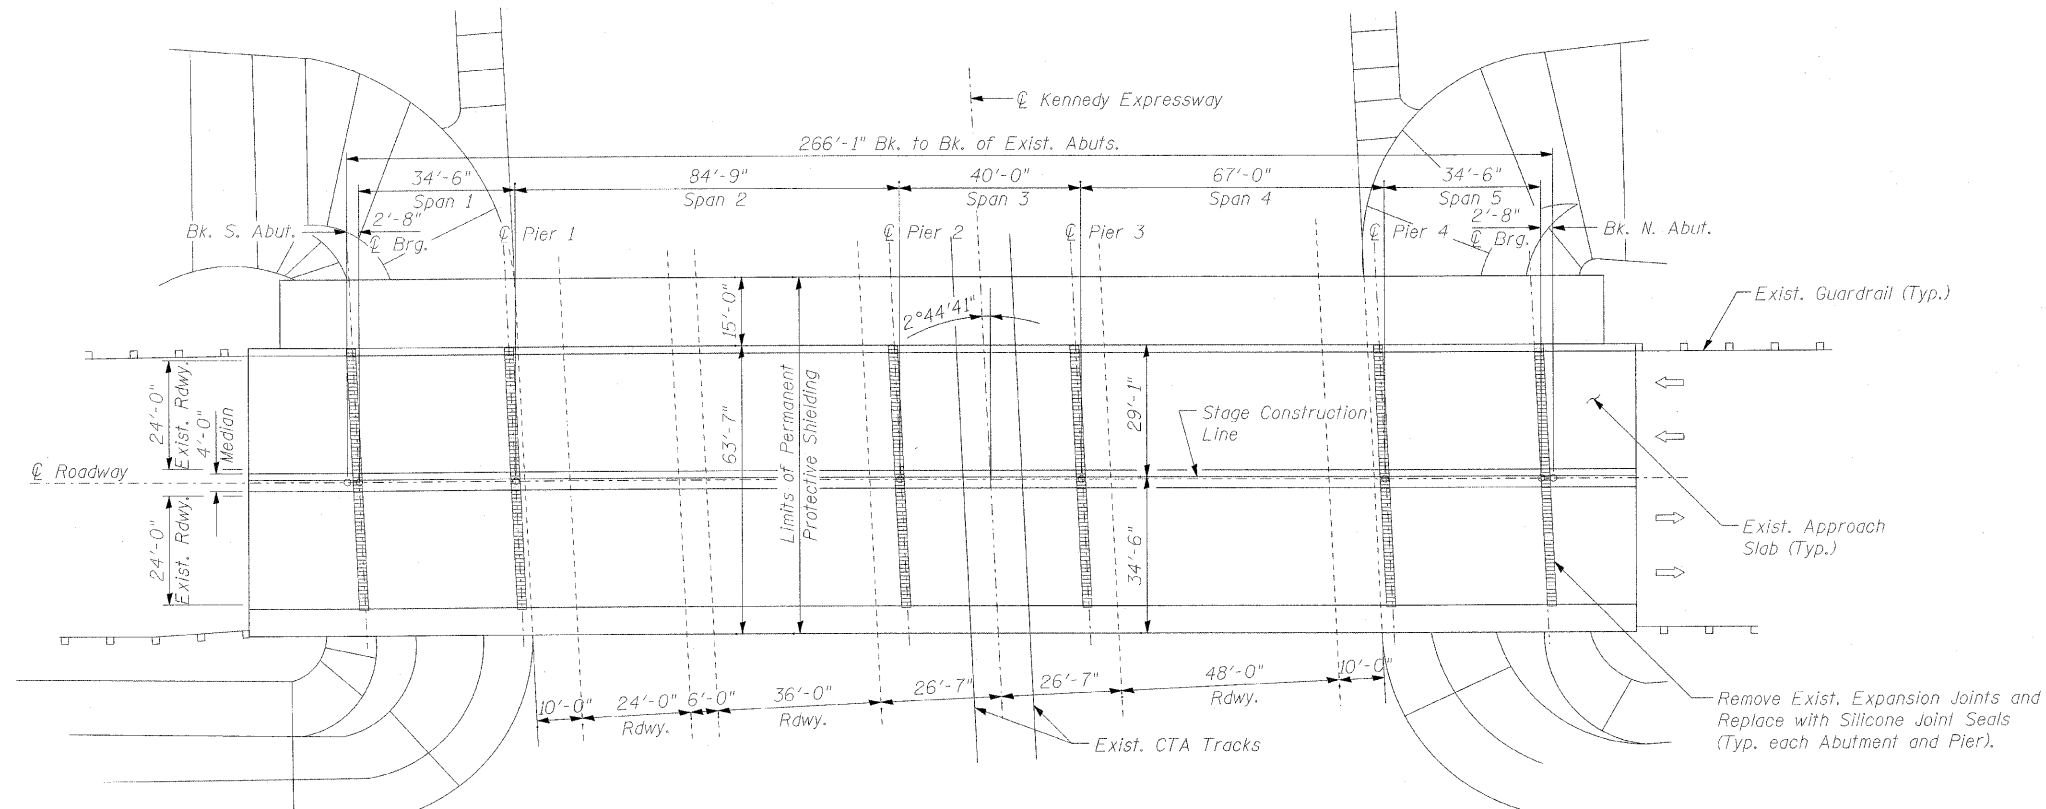 ℄ Kennedy Expressway
266'-1" Bk. to Bk. of Exist. Abuts.
34'-6"
Span 1
84'-9"
Span 2
40'-0"
Span 3
67'-0"
Span 4
34'-6"
Span 5
Bk. S. Abut.
2'-8"
℄ Brg.
℄ Pier 1
℄ Pier 2
℄ Pier 3
℄ Pier 4
2'-8"
℄ Brg.
Bk. N. Abut.
15'-0"
2°44'41"
Exist. Guardrail (Typ.)
24'-0"
Exist. Rdwy.
4'-0"
Median
63'-7"
Limits of Permanent
Protective Shielding
29'-1"
Stage Construction
Line
℄ Roadway
24'-0"
Exist. Rdwy.
34'-6"
Exist. Approach
Slab (Typ.)
10'-0"
24'-0"
Rdwy.
6'-0"
36'-0"
Rdwy.
26'-7"
26'-7"
48'-0"
Rdwy.
10'-0"
Exist. CTA Tracks
Remove Exist. Expansion Joints and
Replace with Silicone Joint Seals
(Typ. each Abutment and Pier).